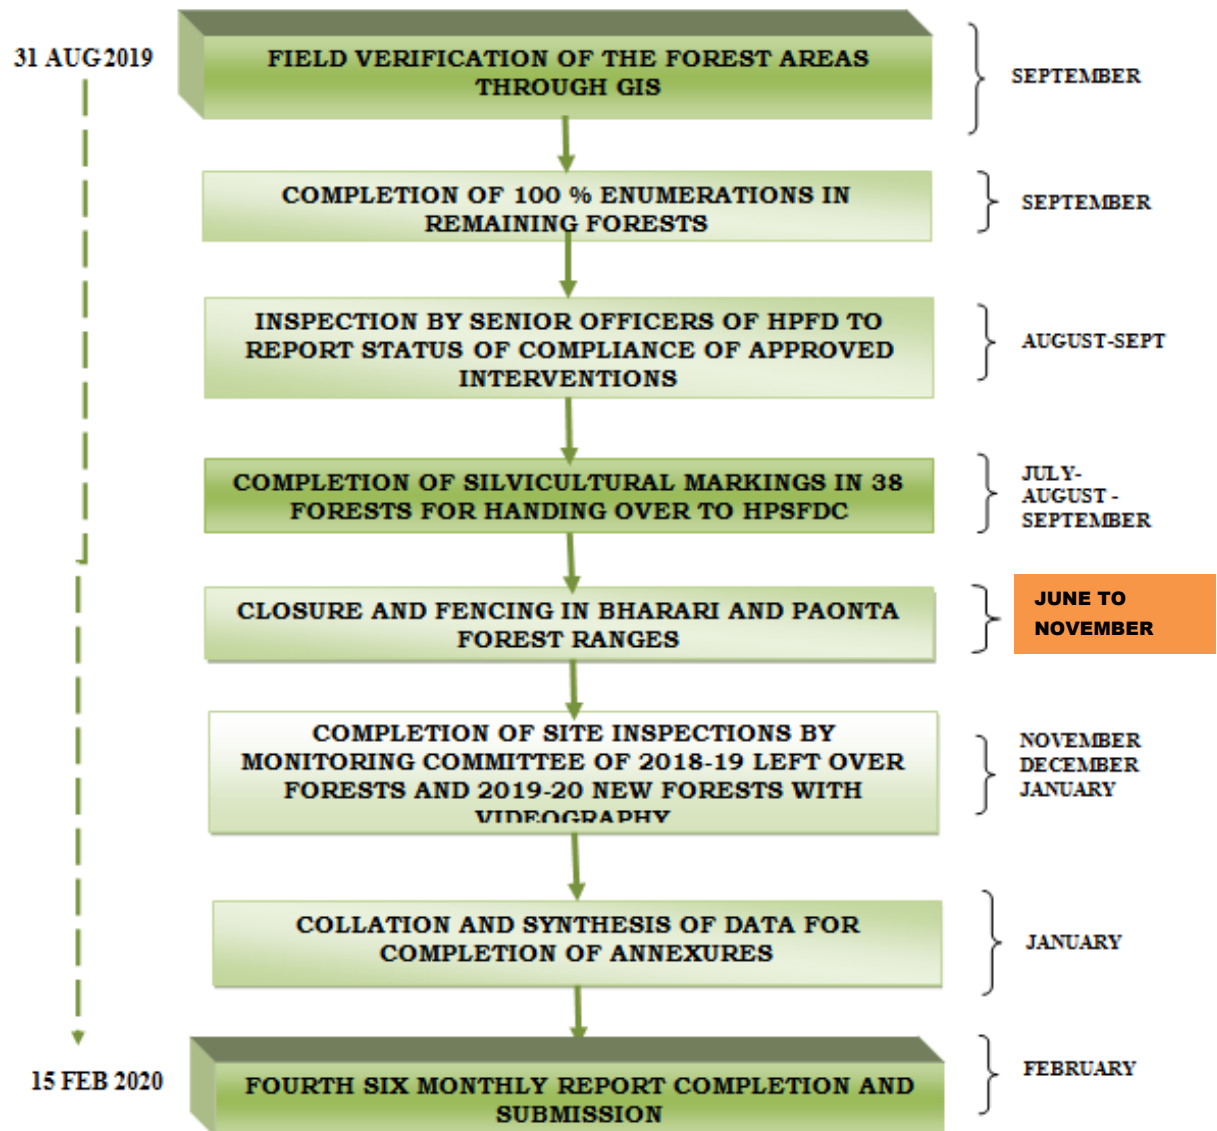 31 AUG 2019
FIELD VERIFICATION OF THE FOREST AREAS
THROUGH GIS
SEPTEMBER
COMPLETION OF 100 % ENUMERATIONS IN
REMAINING FORESTS
SEPTEMBER
INSPECTION BY SENIOR OFFICERS OF HPFD TO
REPORT STATUS OF COMPLIANCE OF APPROVED
INTERVENTIONS
AUGUST-SEPT
COMPLETION OF SILVICULTURAL MARKINGS IN 38
FORESTS FOR HANDING OVER TO HPSFDC
JULY-
AUGUST -
SEPTEMBER
CLOSURE AND FENCING IN BHARARI AND PAONTA
FOREST RANGES
JUNE TO
NOVEMBER
COMPLETION OF SITE INSPECTIONS BY
MONITORING COMMITTEE OF 2018-19 LEFT OVER
FORESTS AND 2019-20 NEW FORESTS WITH
VIDEOGRAPHY
NOVEMBER
DECEMBER
JANUARY
COLLATION AND SYNTHESIS OF DATA FOR
COMPLETION OF ANNEXURES
JANUARY
15 FEB 2020
FOURTH SIX MONTHLY REPORT COMPLETION AND
SUBMISSION
FEBRUARY